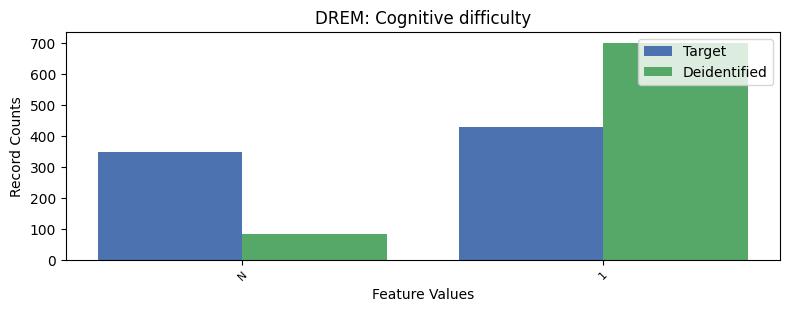 DREM: Cognitive difficulty
Record Counts
700
600
500
400
300
200
100
0
Target
Deidentified
N
1
Feature Values